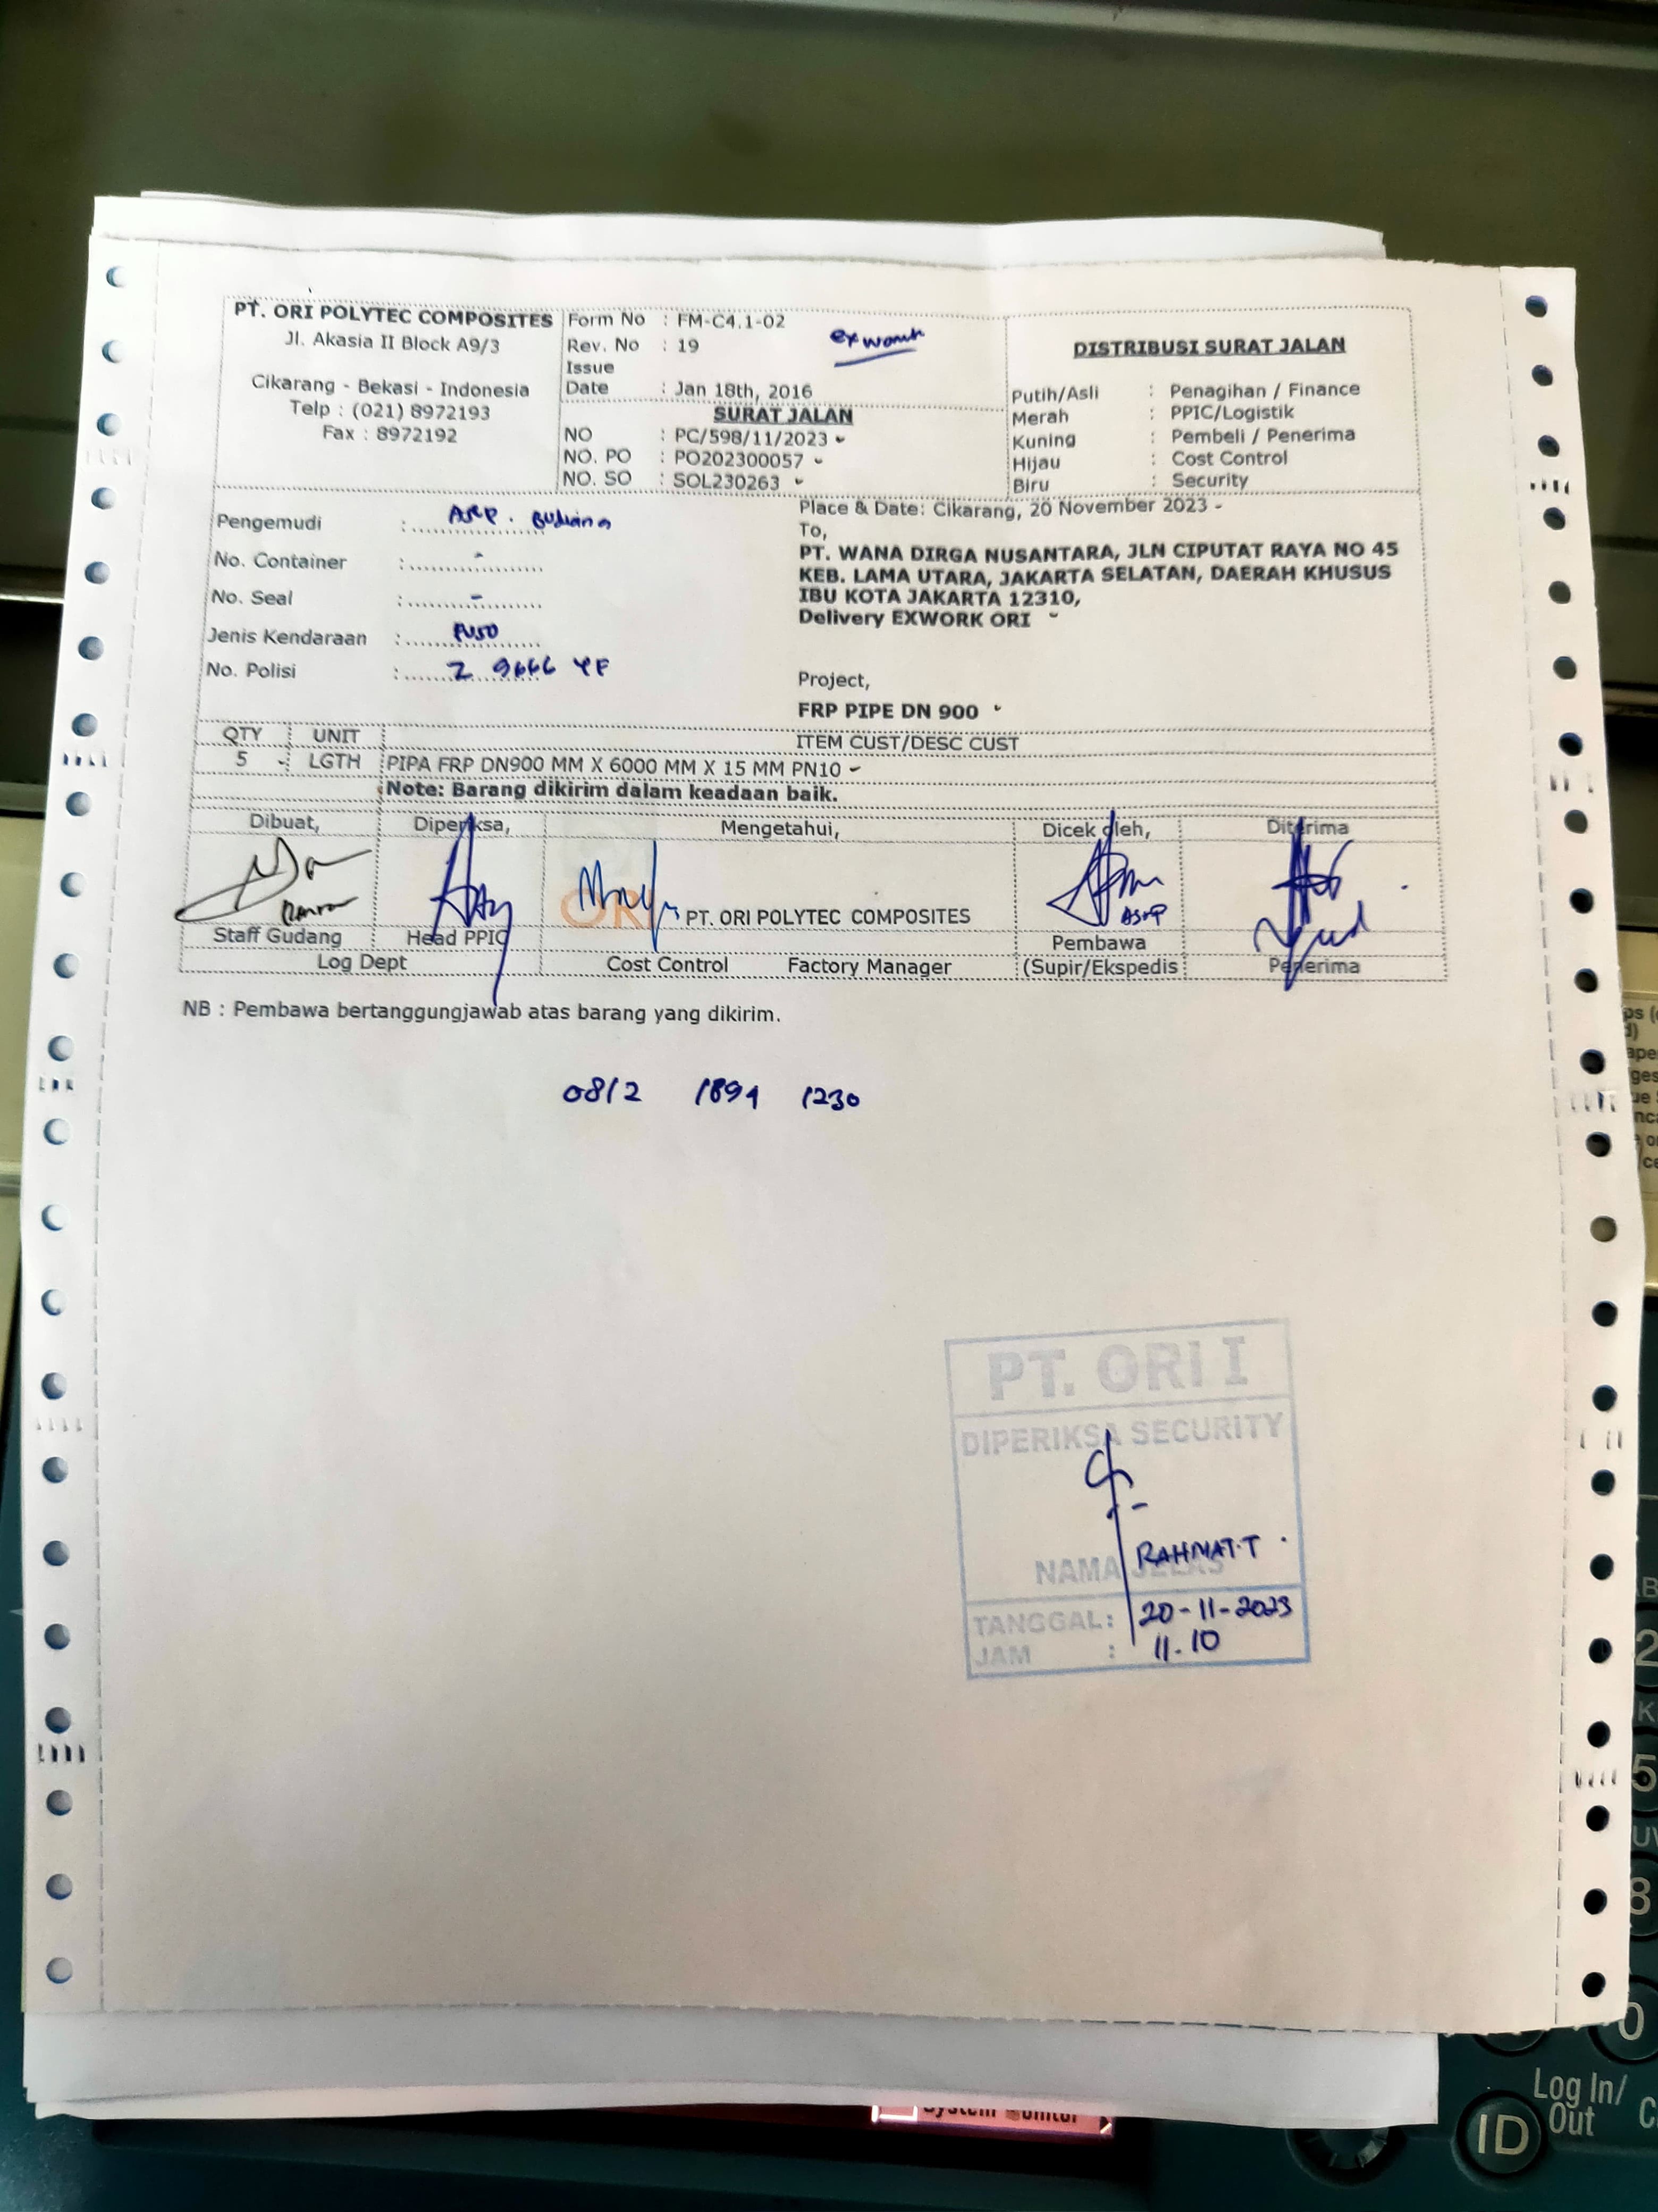 PT. ORI POLYTEC COMPOSITES
Jl. Akasia II Block A9/3
Cikarang - Bekasi - Indonesia
Telp : (021) 8972193
Fax : 8972192
Form No : FM-C4.1-02
Rev. No : 19
Issue
Date : Jan 18th, 2016
exwork
SURAT JALAN
NO : PC/598/11/2023
NO. PO : PO202300057
NO. SO : SOL230263
DISTRIBUSI SURAT JALAN
Putih/Asli : Penagihan / Finance
Merah : PPIC/Logistik
Kuning : Pembeli / Penerima
Hijau : Cost Control
Biru : Security
Pengemudi :
No. Container : -
No. Seal : -
Jenis Kendaraan : FUSO
No. Polisi : Z 9666 YF
Place & Date: Cikarang, 20 November 2023
To,
PT. WANA DIRGA NUSANTARA, JLN CIPUTAT RAYA NO 45
KEB. LAMA UTARA, JAKARTA SELATAN, DAERAH KHUSUS
IBU KOTA JAKARTA 12310,
Delivery EXWORK ORI
Project,
FRP PIPE DN 900
QTY UNIT ITEM CUST/DESC CUST
5 LGTH PIPA FRP DN900 MM X 6000 MM X 15 MM PN10
Note: Barang dikirim dalam keadaan baik.
Dibuat, Diperiksa, Mengetahui, Dicek oleh, Diterima
ORI PT. ORI POLYTEC COMPOSITES
Staff Gudang Head PPIC Pembawa
Log Dept Cost Control Factory Manager (Supir/Ekspedis Penerima
NB : Pembawa bertanggungjawab atas barang yang dikirim.
0812 1894 1230
PT. ORI I
DIPERIKSA SECURITY
RAHMAT.T
NAMA JELAS
TANGGAL: 20-11-2023
JAM : 11.10
System Monitor
Log In/
Out
ID
2
5
8
0